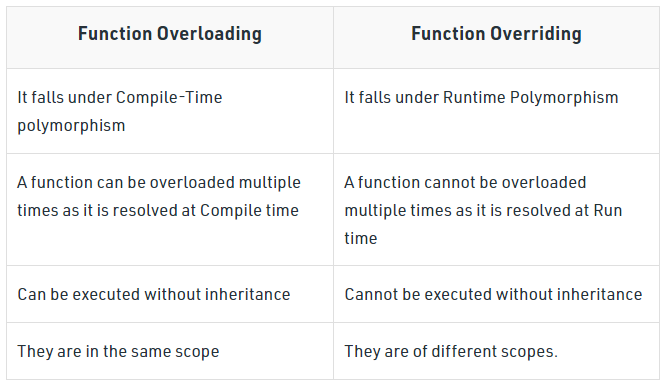 Function Overloading
Function Overriding
It falls under Compile-Time
polymorphism
It falls under Runtime Polymorphism
A function can be overloaded multiple
times as it is resolved at Compile time
A function cannot be overloaded
multiple times as it is resolved at Run
time
Can be executed without inheritance
Cannot be executed without inheritance
They are in the same scope
They are of different scopes.